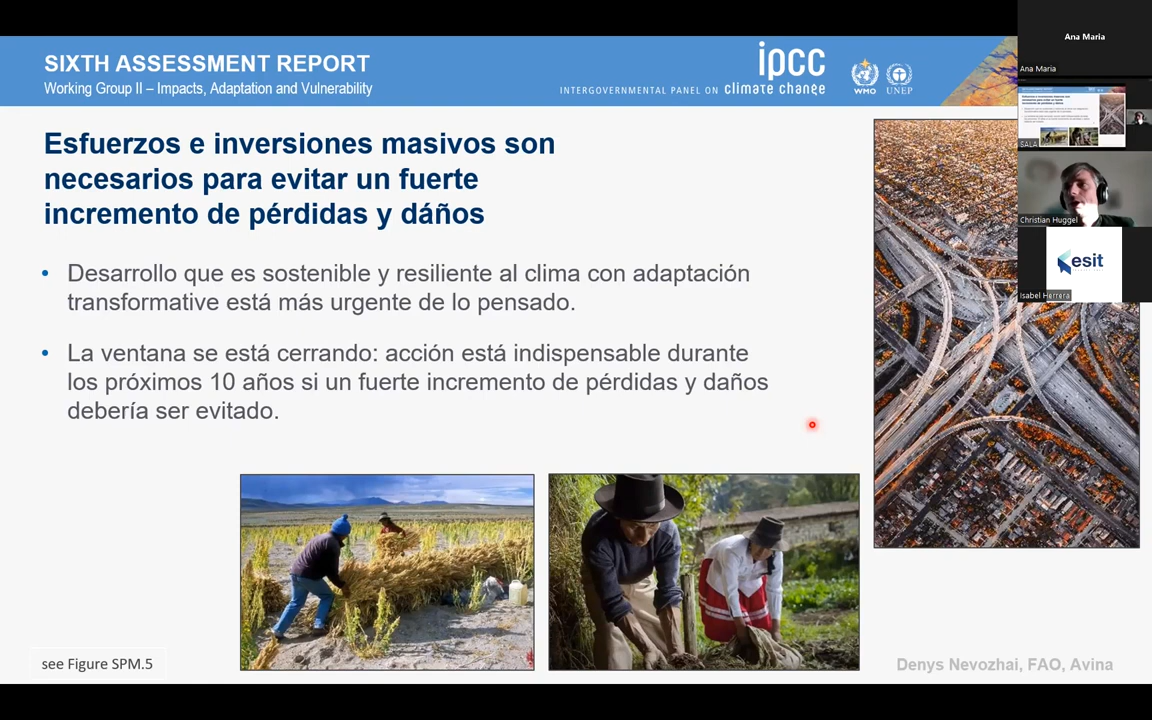 SIXTH ASSESSMENT REPORT
Working Group II – Impacts, Adaptation and Vulnerability
INTERGOVERNMENTAL PANEL ON climate change
ipcc
WMO
UNEP
Esfuerzos e inversiones masivos son
necesarios para evitar un fuerte
incremento de pérdidas y dáños
• Desarrollo que es sostenible y resiliente al clima con adaptación
transformative está más urgente de lo pensado.
• La ventana se está cerrando: acción está indispensable durante
los próximos 10 años si un fuerte incremento de pérdidas y daños
debería ser evitado.
see Figure SPM.5
Denys Nevozhai, FAO, Avina
Ana Maria
Ana Maria
SALA
Christian Huggel
esit
Isabel Herrera